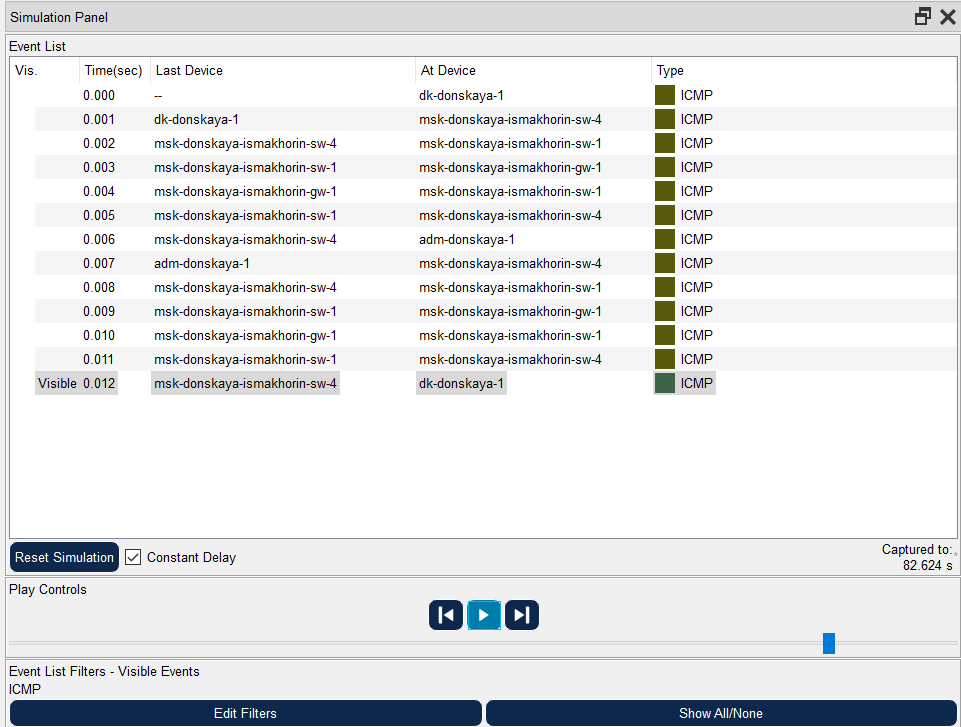 Simulation Panel
Event List
Vis. Time(sec) Last Device At Device Type
0.000 -- dk-donskaya-1 ICMP
0.001 dk-donskaya-1 msk-donskaya-ismakhorin-sw-4 ICMP
0.002 msk-donskaya-ismakhorin-sw-4 msk-donskaya-ismakhorin-sw-1 ICMP
0.003 msk-donskaya-ismakhorin-sw-1 msk-donskaya-ismakhorin-gw-1 ICMP
0.004 msk-donskaya-ismakhorin-gw-1 msk-donskaya-ismakhorin-sw-1 ICMP
0.005 msk-donskaya-ismakhorin-sw-1 msk-donskaya-ismakhorin-sw-4 ICMP
0.006 msk-donskaya-ismakhorin-sw-4 adm-donskaya-1 ICMP
0.007 adm-donskaya-1 msk-donskaya-ismakhorin-sw-4 ICMP
0.008 msk-donskaya-ismakhorin-sw-4 msk-donskaya-ismakhorin-sw-1 ICMP
0.009 msk-donskaya-ismakhorin-sw-1 msk-donskaya-ismakhorin-gw-1 ICMP
0.010 msk-donskaya-ismakhorin-gw-1 msk-donskaya-ismakhorin-sw-1 ICMP
0.011 msk-donskaya-ismakhorin-sw-1 msk-donskaya-ismakhorin-sw-4 ICMP
Visible 0.012 msk-donskaya-ismakhorin-sw-4 dk-donskaya-1 ICMP
Reset Simulation Constant Delay Captured to:
82.624 s
Play Controls
Event List Filters - Visible Events
ICMP
Edit Filters Show All/None